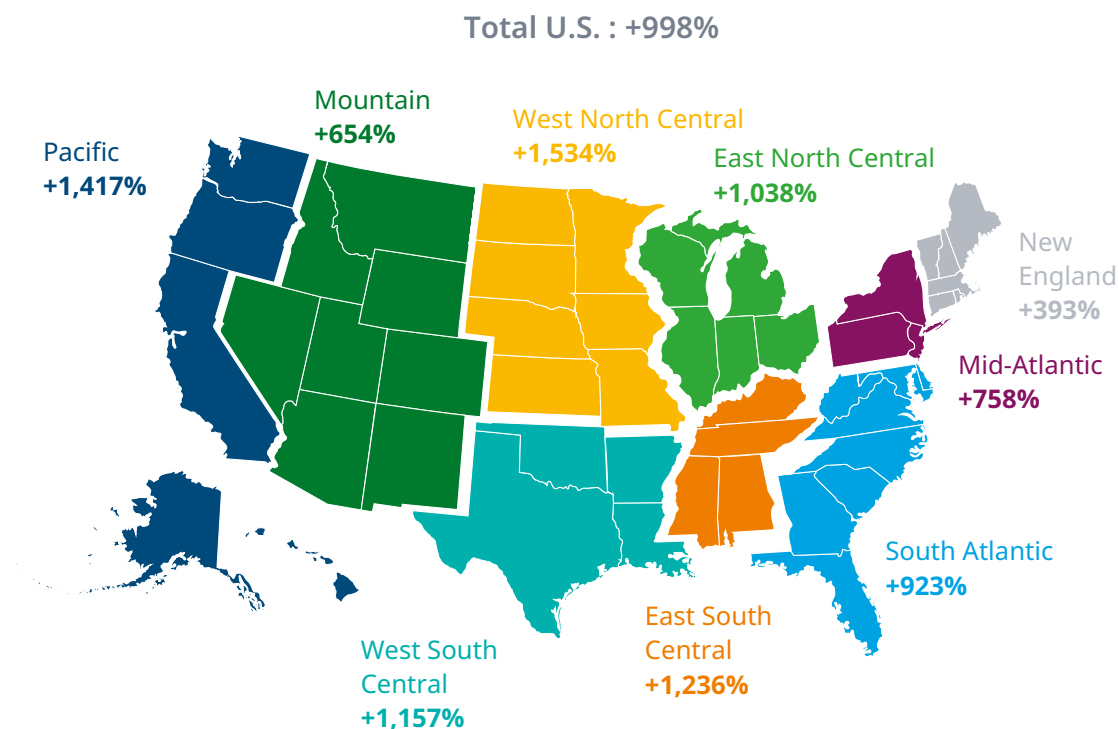 Total U.S. : +998%
Mountain
+654%
West North Central
+1,534%
Pacific
+1,417%
East North Central
+1,038%
New
England
+393%
Mid-Atlantic
+758%
South Atlantic
+923%
East South
Central
+1,236%
West South
Central
+1,157%